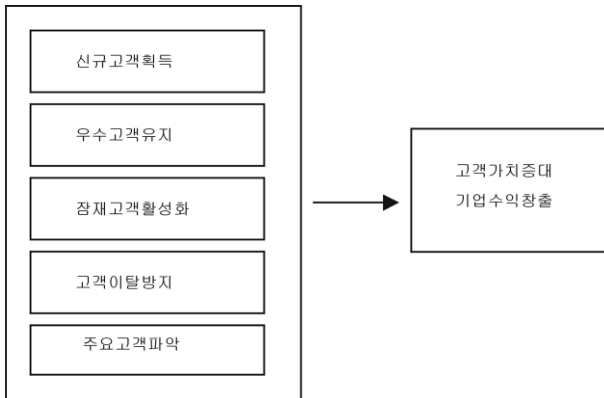 신규고객획득
우수고객유지
잠재고객활성화
고객이탈방지
주요고객파악
고객가치증대
기업수익창출